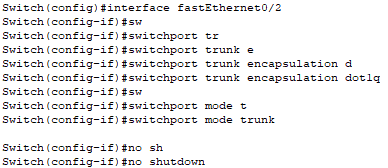 Switch(config)#interface fastEthernet0/2
Switch(config-if)#sw
Switch(config-if)#switchport tr
Switch(config-if)#switchport trunk e
Switch(config-if)#switchport trunk encapsulation d
Switch(config-if)#switchport trunk encapsulation dot1q
Switch(config-if)#sw
Switch(config-if)#switchport mode t
Switch(config-if)#switchport mode trunk
Switch(config-if)#no sh
Switch(config-if)#no shutdown